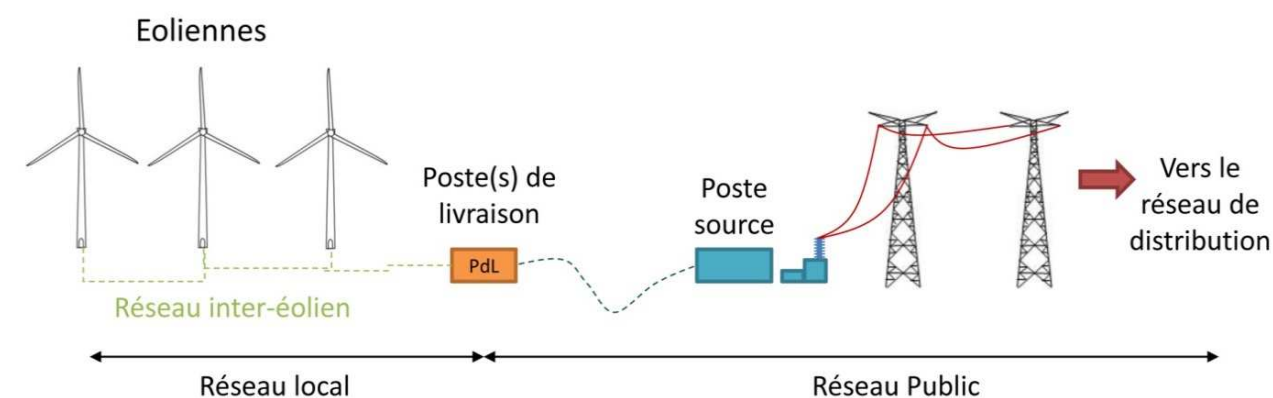 Eoliennes
Poste(s) de
livraison
PdL
Poste
source
Vers le
réseau de
distribution
Réseau inter-éolien
Réseau local
Réseau Public